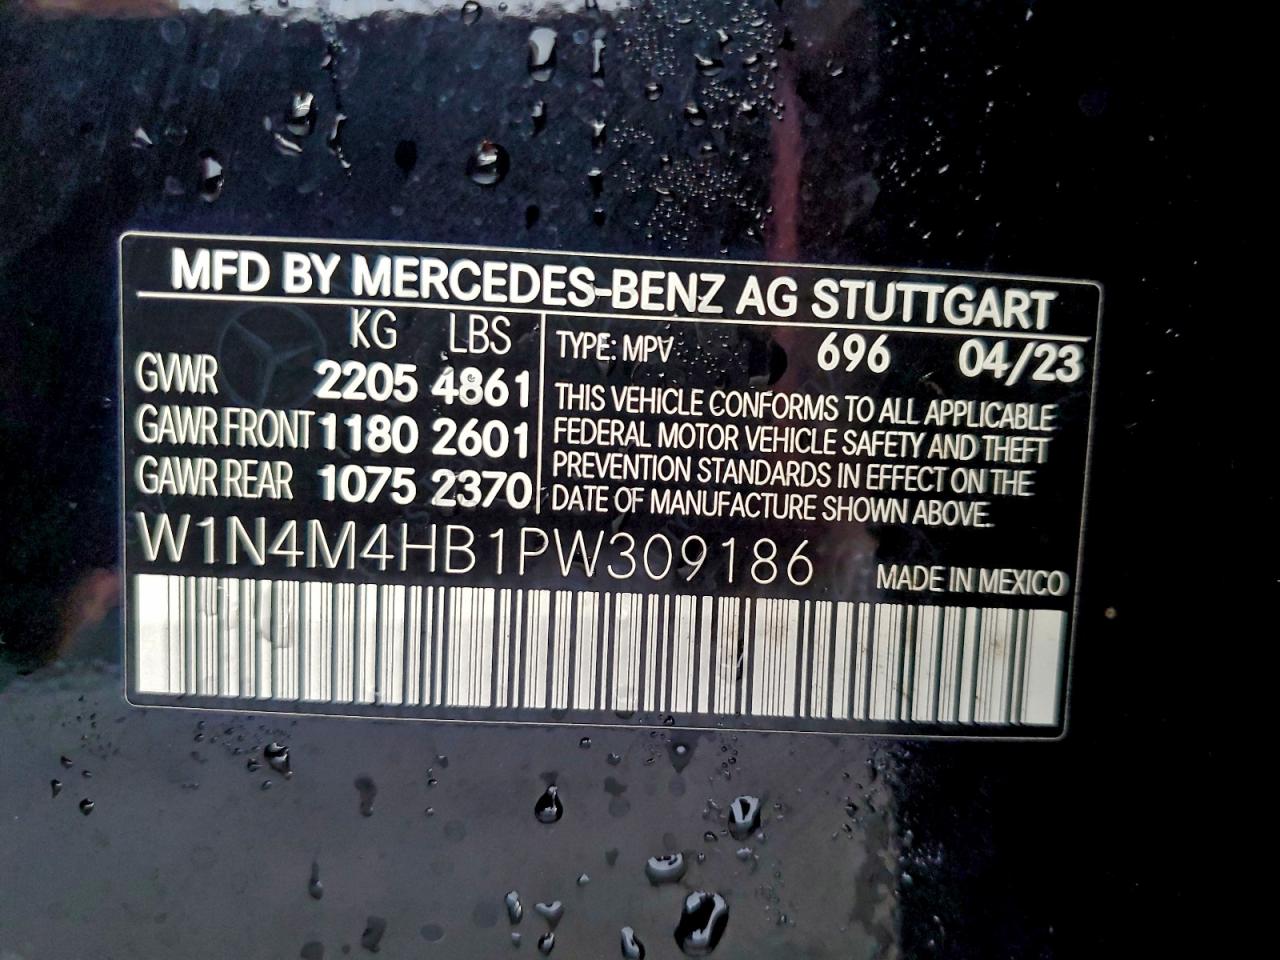 MFD BY MERCEDES-BENZ AG STUTTGART
KG LBS
GVWR 2205 4861
GAWR FRONT 1180 2601
GAWR REAR 1075 2370
TYPE: MPV 696 04/23
THIS VEHICLE CONFORMS TO ALL APPLICABLE
FEDERAL MOTOR VEHICLE SAFETY AND THEFT
PREVENTION STANDARDS IN EFFECT ON THE
DATE OF MANUFACTURE SHOWN ABOVE.
W1N4M4HB1PW309186
MADE IN MEXICO